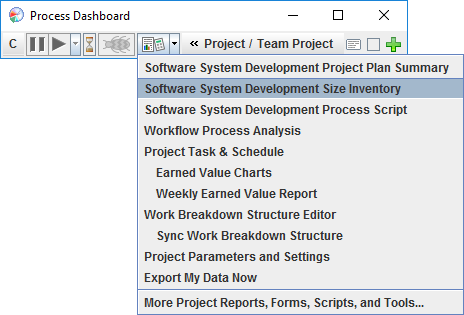 Process Dashboard
C « Project / Team Project
Software System Development Project Plan Summary
Software System Development Size Inventory
Software System Development Process Script
Workflow Process Analysis
Project Task & Schedule
Earned Value Charts
Weekly Earned Value Report
Work Breakdown Structure Editor
Sync Work Breakdown Structure
Project Parameters and Settings
Export My Data Now
More Project Reports, Forms, Scripts, and Tools...